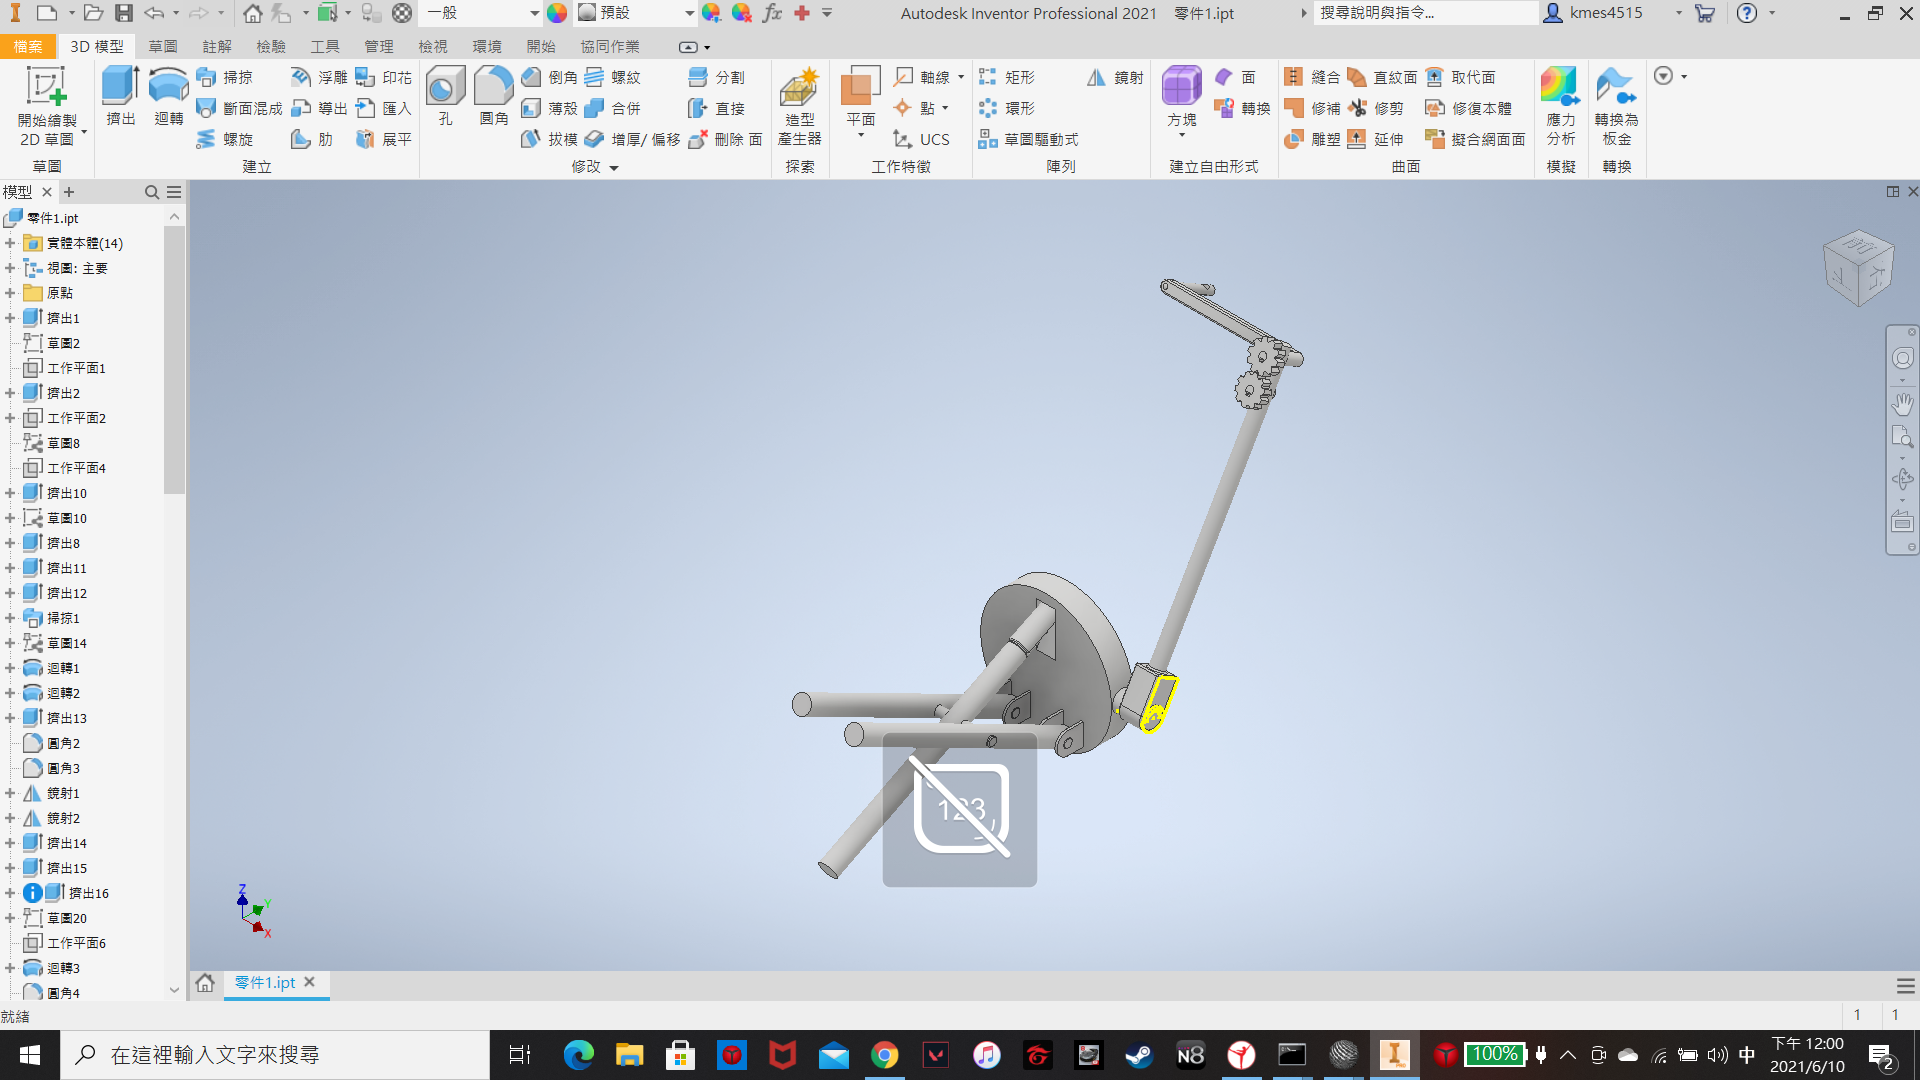 一般
預設
fx
Autodesk Inventor Professional 2021 零件1.ipt
搜尋說明與指令...
kmes4515
檔案 3D 模型 草圖 註解 檢驗 工具 管理 檢視 環境 開始 協同作業
開始繪製
2D 草圖
草圖
擠出
迴轉
掃掠
斷面混成
螺旋
浮雕
導出
肋
印花
匯入
展平
建立
孔
圓角
倒角
薄殼
拔模
螺紋
合併
增厚/ 偏移
分割
直接
刪除 面
修改
造型
產生器
探索
平面
軸線
點
UCS
工作特徵
矩形
環形
草圖驅動式
鏡射
陣列
方塊
面
轉換
建立自由形式
縫合
修補
雕塑
直紋面
修剪
延伸
取代面
修復本體
擬合網面面
曲面
應力
分析
模擬
轉換為
板金
轉換
模型
零件1.ipt
實體本體(14)
視圖: 主要
原點
擠出1
草圖2
工作平面1
擠出2
工作平面2
草圖8
工作平面4
擠出10
草圖10
擠出8
擠出11
擠出12
掃掠1
草圖14
迴轉1
迴轉2
擠出13
圓角2
圓角3
鏡射1
鏡射2
擠出14
擠出15
擠出16
草圖20
工作平面6
迴轉3
圓角4
123
Z
Y
X
零件1.ipt
就緒
1 1
在這裡輸入文字來搜尋
N8
100%
中
下午 12:00
2021/6/10
2